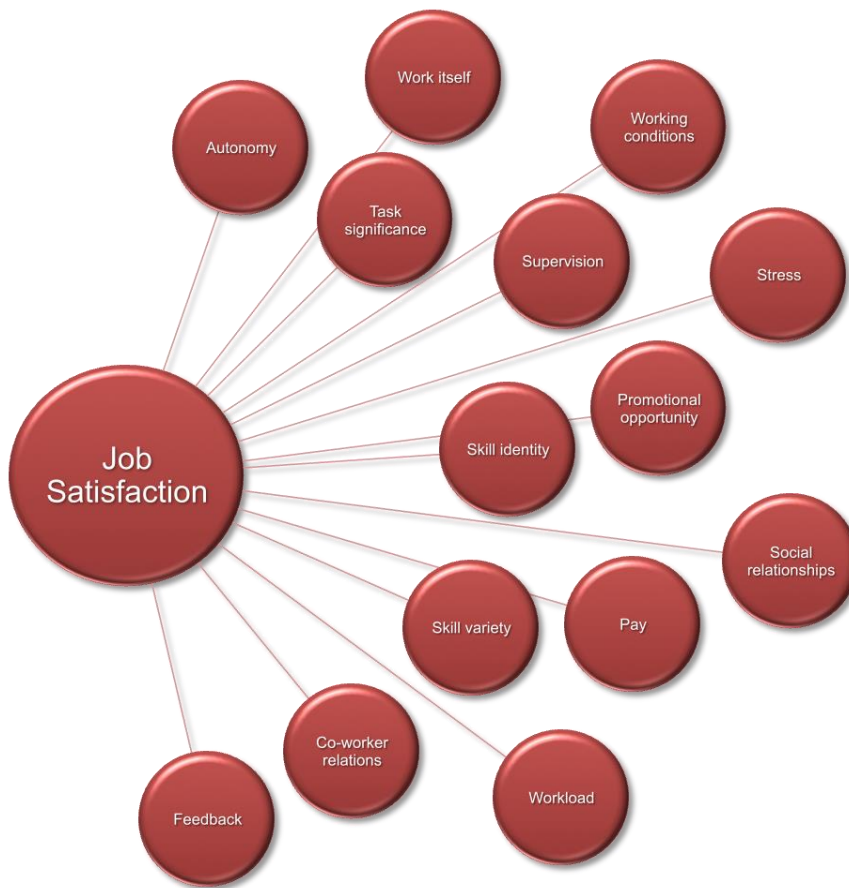 Work itself
Working
conditions
Autonomy
Task
significance
Supervision
Stress
Promotional
opportunity
Skill identity
Job
Satisfaction
Social
relationships
Skill variety
Pay
Co-worker
relations
Workload
Feedback